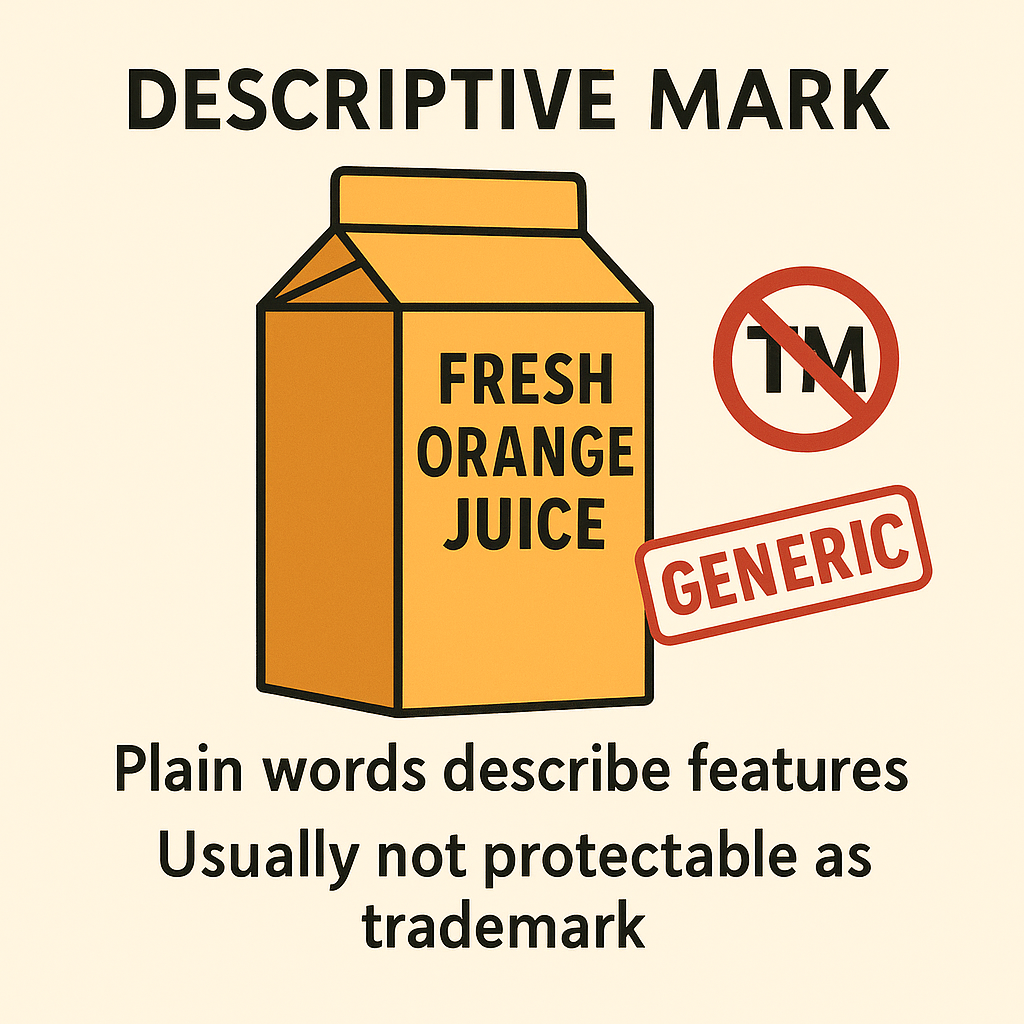 DESCRIPTIVE MARK
FRESH
ORANGE
JUICE
TM
GENERIC
Plain words describe features
Usually not protectable as
trademark